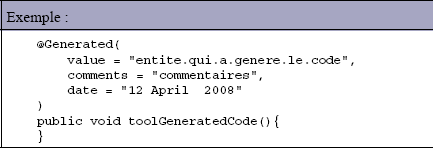 Exemple :
@Generated(
    value = "entite.qui.a.genere.le.code",
    comments = "commentaires",
    date = "12 April  2008"
)
public void toolGeneratedCode(){
}